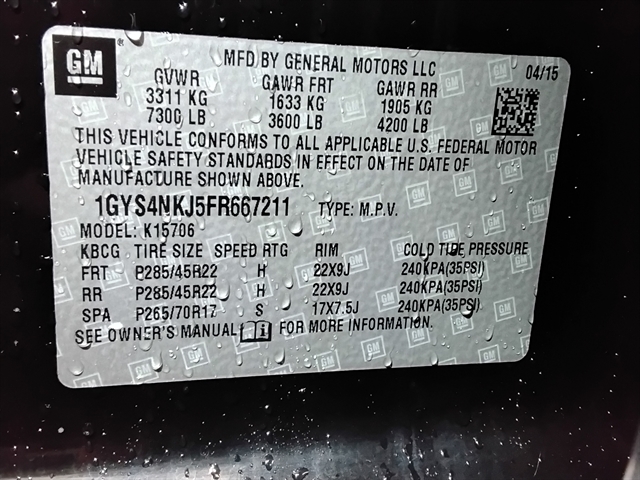 GM
MFD BY GENERAL MOTORS LLC
04/15
GVWR GAWR FRT GAWR RR
3311 KG 1633 KG 1905 KG
7300 LB 3600 LB 4200 LB
THIS VEHICLE CONFORMS TO ALL APPLICABLE U.S. FEDERAL MOTOR
VEHICLE SAFETY STANDARDS IN EFFECT ON THE DATE OF
MANUFACTURE SHOWN ABOVE.
1GYS4NKJ5FR667211 TYPE: M.P.V.
MODEL: K15706
KBCG TIRE SIZE SPEED RTG RIM COLD TIRE PRESSURE
FRT P285/45R22 H 22X9J 240KPA(35PSI)
RR P285/45R22 H 22X9J 240KPA(35PSI)
SPA P265/70R17 S 17X7.5J 240KPA(35PSI)
SEE OWNER'S MANUAL FOR MORE INFORMATION.